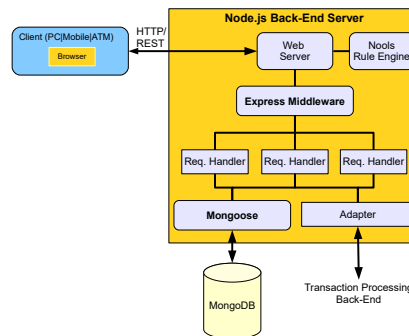 Node.js Back-End Server
Client (PC|Mobile|ATM)
Browser
HTTP/
REST
Web
Server
Nools
Rule Engine
Express Middleware
Req. Handler
Req. Handler
Req. Handler
Mongoose
Adapter
MongoDB
Transaction Processing
Back-End